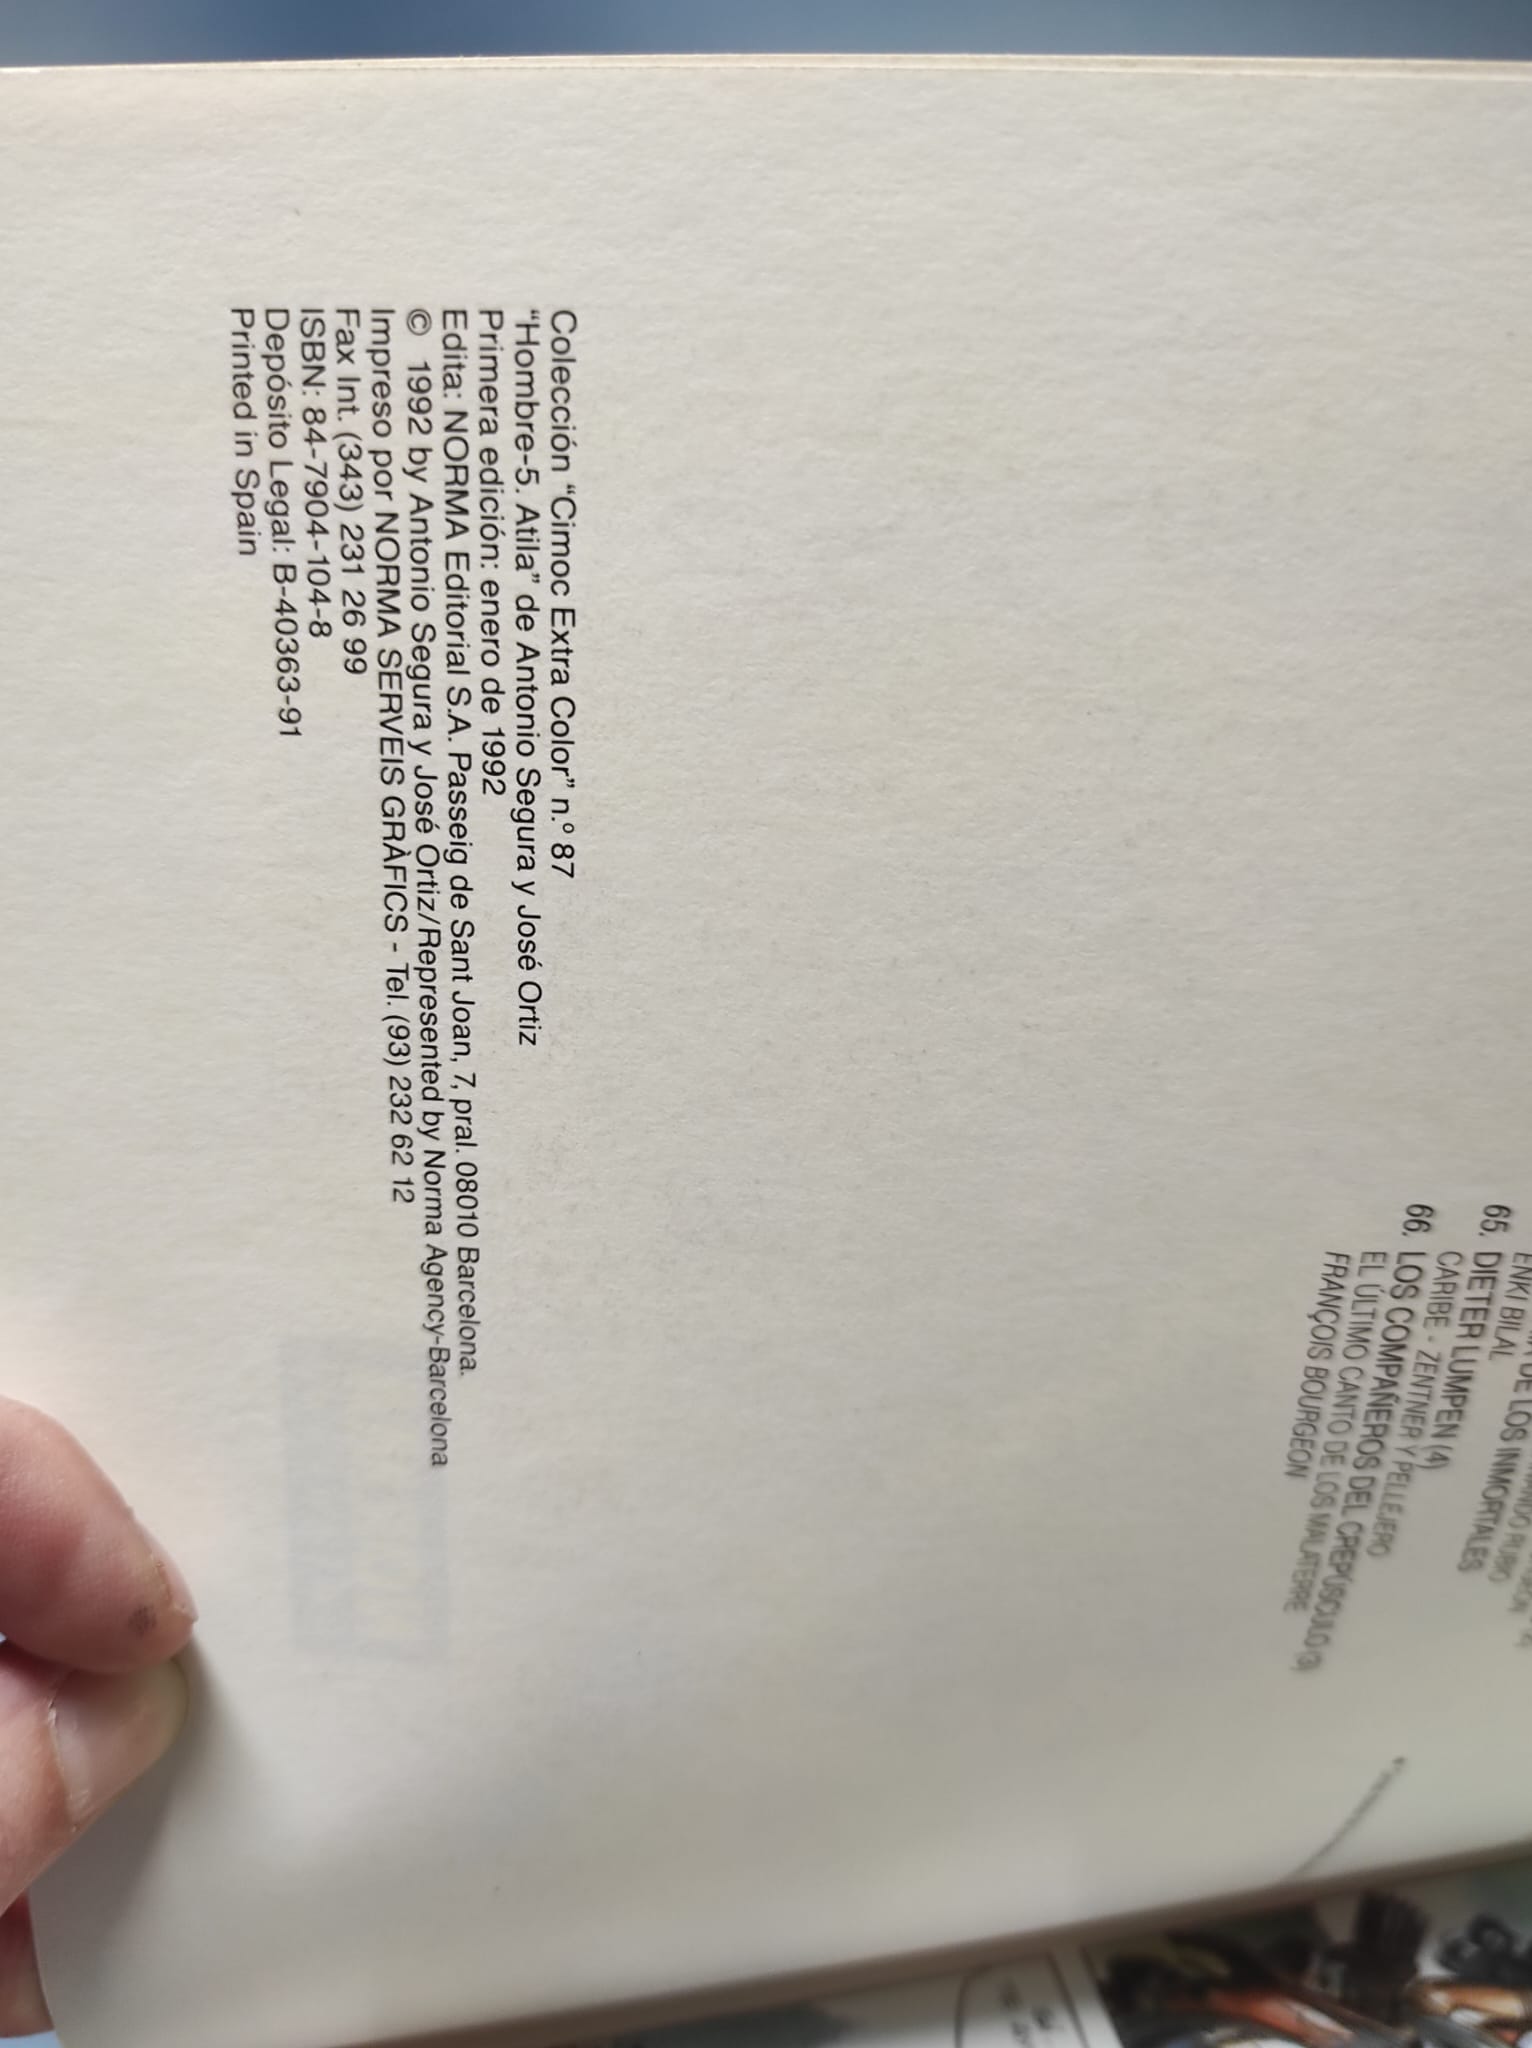 ENKI BILAL
65. DIETER LUMPEN (4)
CARIBE - ZENTNER Y PELLEJERO
66. LOS COMPAÑEROS DEL CREPÚSCULO (3)
EL ÚLTIMO CANTO DE LOS MALATERRE
FRANÇOIS BOURGEON
Colección “Cimoc Extra Color” n.º 87
“Hombre-5. Atila” de Antonio Segura y José Ortiz
Primera edición: enero de 1992
Edita: NORMA Editorial S.A. Passeig de Sant Joan, 7, pral. 08010 Barcelona.
© 1992 by Antonio Segura y José Ortiz/Represented by Norma Agency-Barcelona
Impreso por NORMA SERVEIS GRÀFICS - Tel. (93) 232 62 12
Fax Int. (343) 231 26 99
ISBN: 84-7904-104-8
Depósito Legal: B-40363-91
Printed in Spain